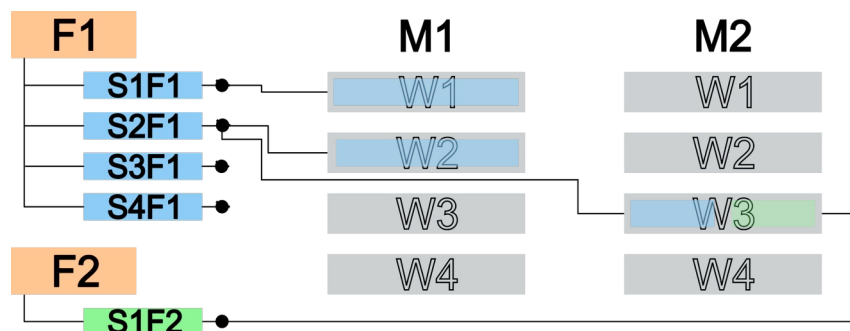 F1 M1 M2
S1F1 W1 W1
S2F1 W2 W2
S3F1
S4F1 W3 W3
F2 W4 W4
S1F2